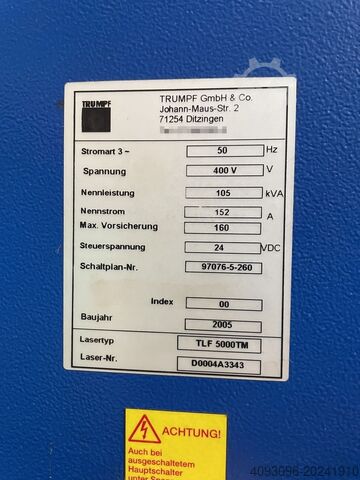 TRUMPF
TRUMPF GmbH & Co.
Johann-Maus-Str. 2
71254 Ditzingen
Stromart 3 ~ 50 Hz
Spannung 400 V V
Nennleistung 105 kVA
Nennstrom 152 A
Max. Vorsicherung 160
Steuerspannung 24 VDC
Schaltplan-Nr. 97076-5-260
Index 00
Baujahr 2005
Lasertyp TLF 5000TM
Laser-Nr. D0004A3343
ACHTUNG!
Auch bei
ausgeschaltetem
Hauptschalter
unter
4093096-20241910